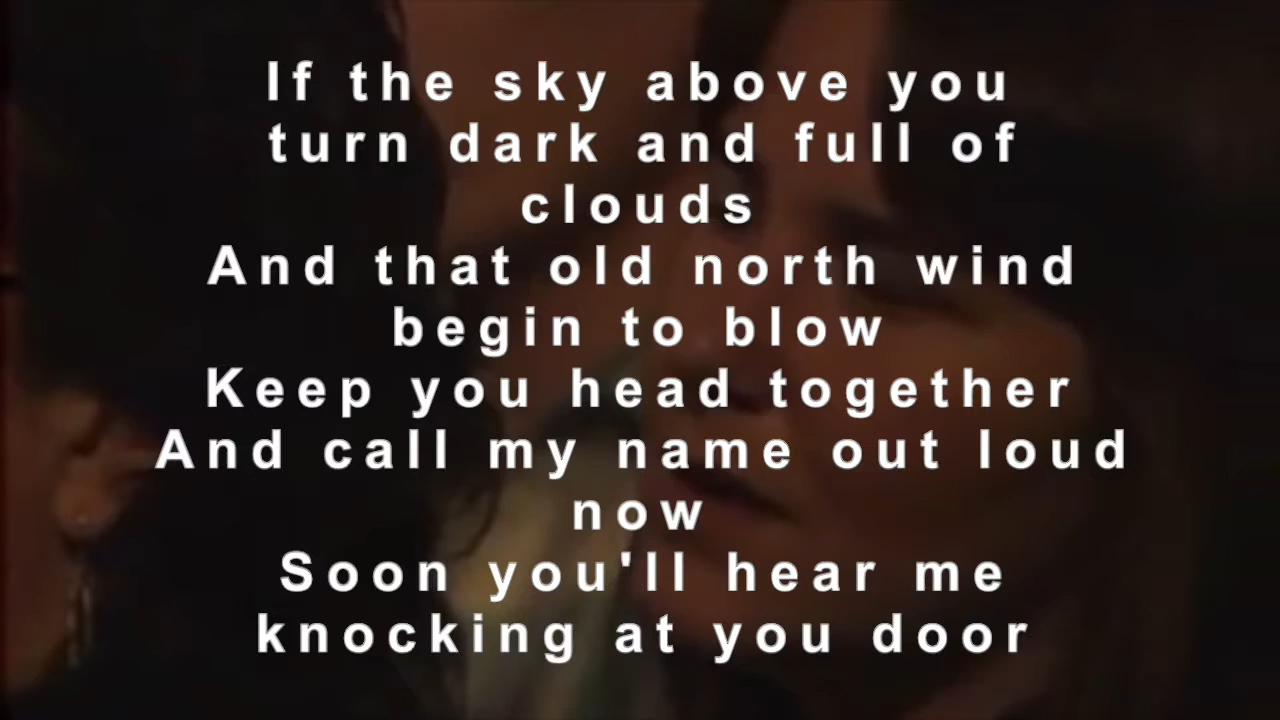 If the sky above you
turn dark and full of
clouds
And that old north wind
begin to blow
Keep you head together
And call my name out loud
now
Soon you'll hear me
knocking at you door